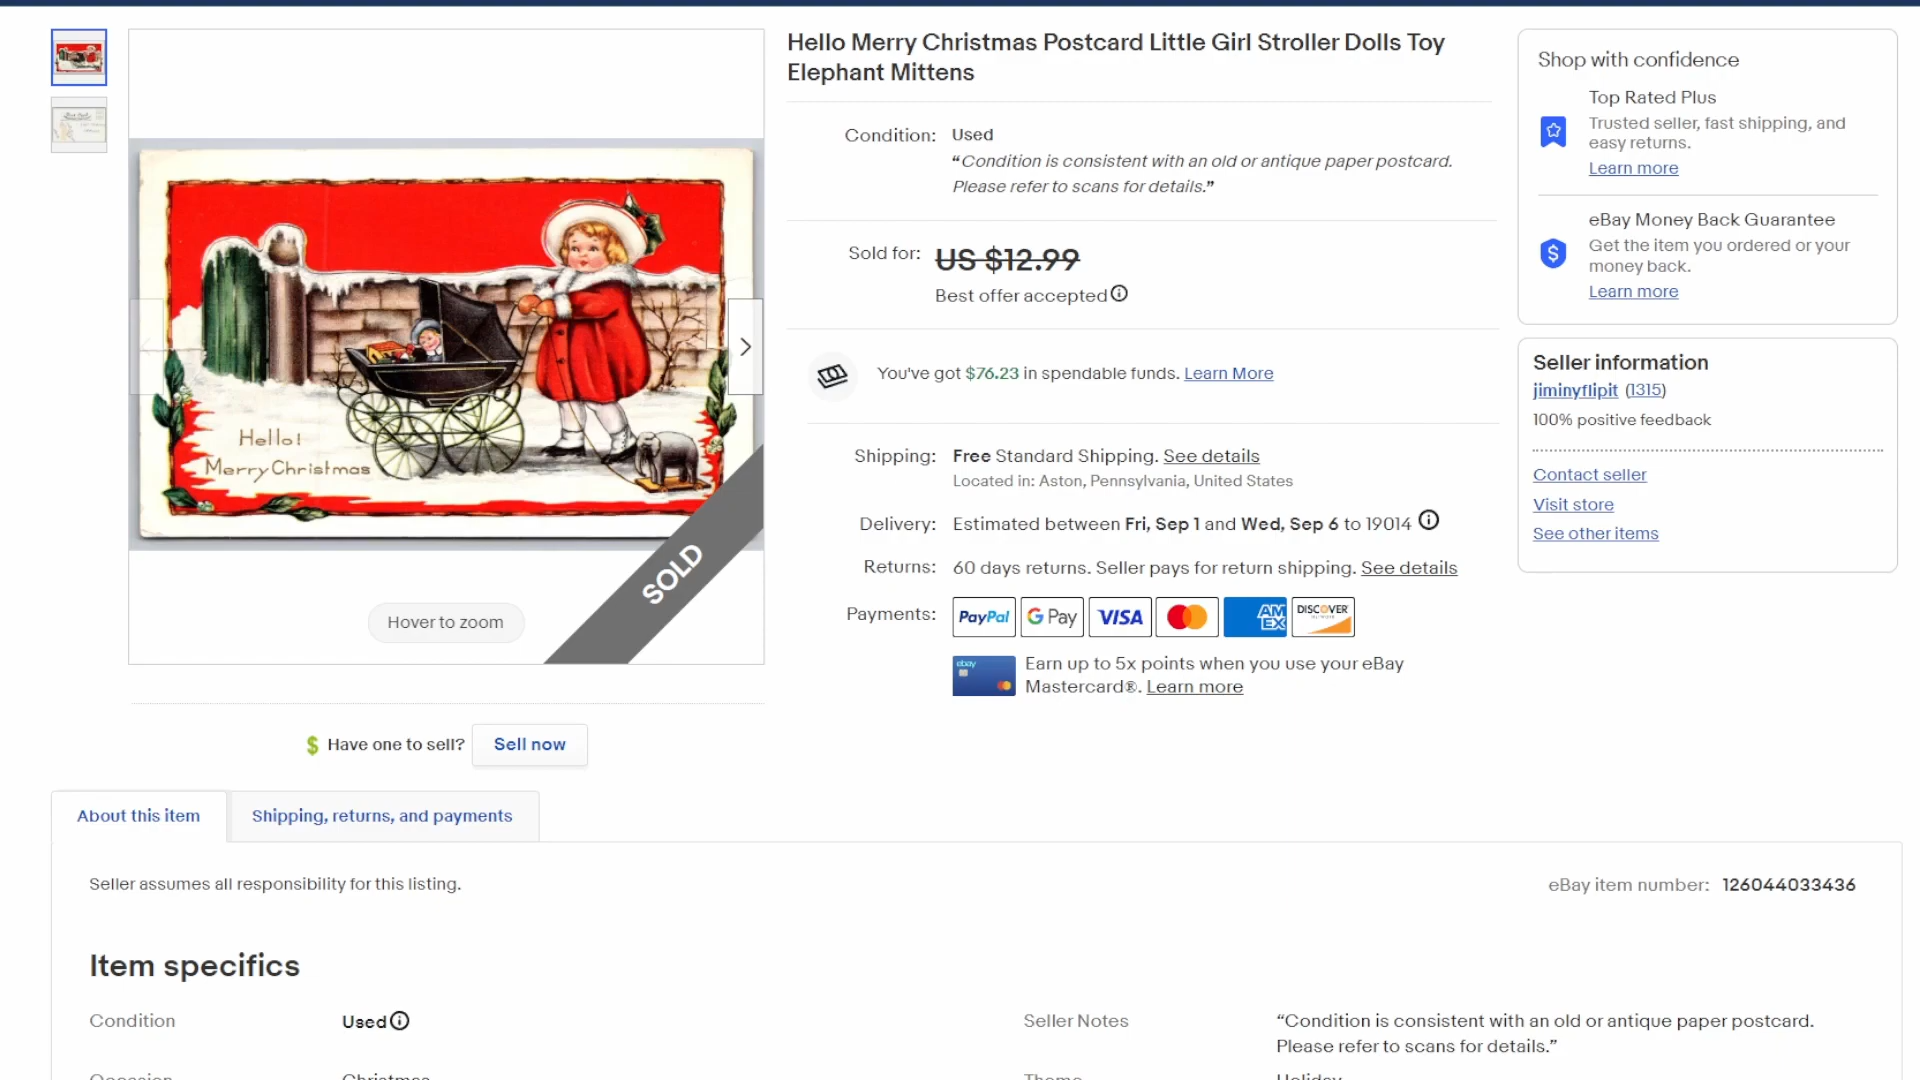 Hello Merry Christmas Postcard Little Girl Stroller Dolls Toy
Elephant Mittens
Condition: Used
“Condition is consistent with an old or antique paper postcard.
Please refer to scans for details.”
Sold for: US $12.99
Best offer accepted
You've got $76.23 in spendable funds. Learn More
Shipping: Free Standard Shipping. See details
Located in: Aston, Pennsylvania, United States
Delivery: Estimated between Fri, Sep 1 and Wed, Sep 6 to 19014
Returns: 60 days returns. Seller pays for return shipping. See details
Payments: PayPal G Pay VISA AM EX DISCOVER
ebay
Earn up to 5x points when you use your eBay
Mastercard®. Learn more
Hello!
Merry Christmas
SOLD
Hover to zoom
$ Have one to sell? Sell now
Shop with confidence
Top Rated Plus
Trusted seller, fast shipping, and
easy returns.
Learn more
$
eBay Money Back Guarantee
Get the item you ordered or your
money back.
Learn more
Seller information
jiminyflipit (1315)
100% positive feedback
Contact seller
Visit store
See other items
About this item
Shipping, returns, and payments
Seller assumes all responsibility for this listing.
eBay item number: 126044033436
Item specifics
Condition Used
Seller Notes “Condition is consistent with an old or antique paper postcard.
Please refer to scans for details.”
Occasion Christmas
Theme Holiday